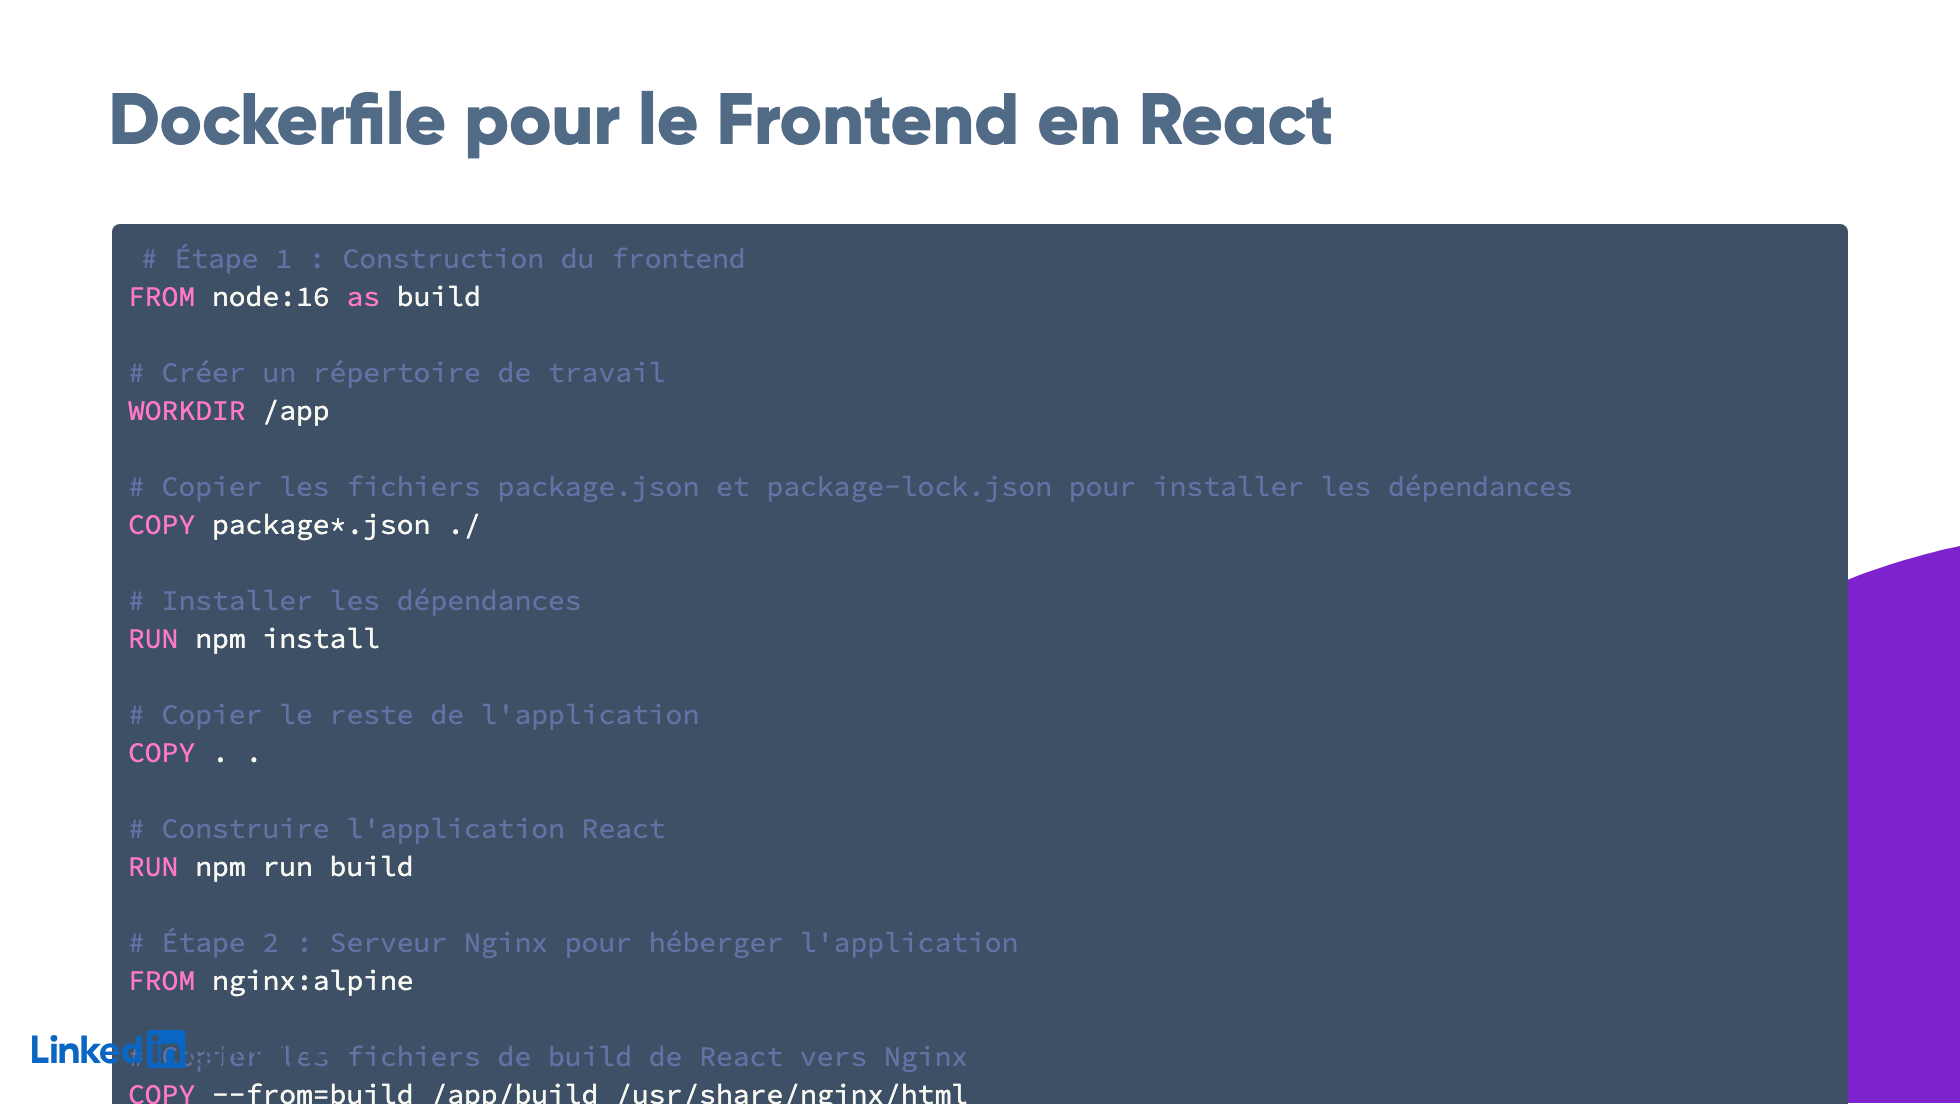 Dockerfile pour le Frontend en React
# Étape 1 : Construction du frontend
FROM node:16 as build
# Créer un répertoire de travail
WORKDIR /app
# Copier les fichiers package.json et package-lock.json pour installer les dépendances
COPY package*.json ./
# Installer les dépendances
RUN npm install
# Copier le reste de l'application
COPY . .
# Construire l'application React
RUN npm run build
# Étape 2 : Serveur Nginx pour héberger l'application
FROM nginx:alpine
# Copier les fichiers de build de React vers Nginx
COPY --from=build /app/build /usr/share/nginx/html
LinkedIn